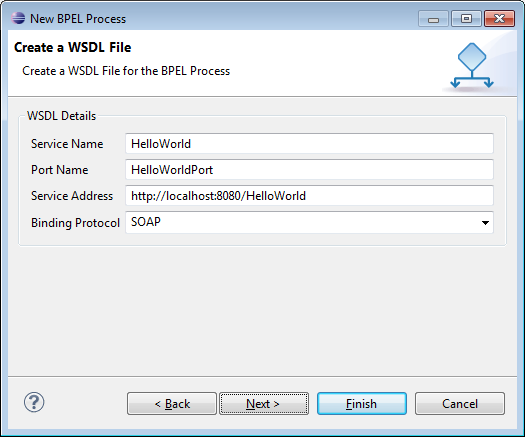 New BPEL Process
Create a WSDL File
Create a WSDL File for the BPEL Process
WSDL Details
Service Name HelloWorld
Port Name HelloWorldPort
Service Address http://localhost:8080/HelloWorld
Binding Protocol SOAP
? < Back Next > Finish Cancel